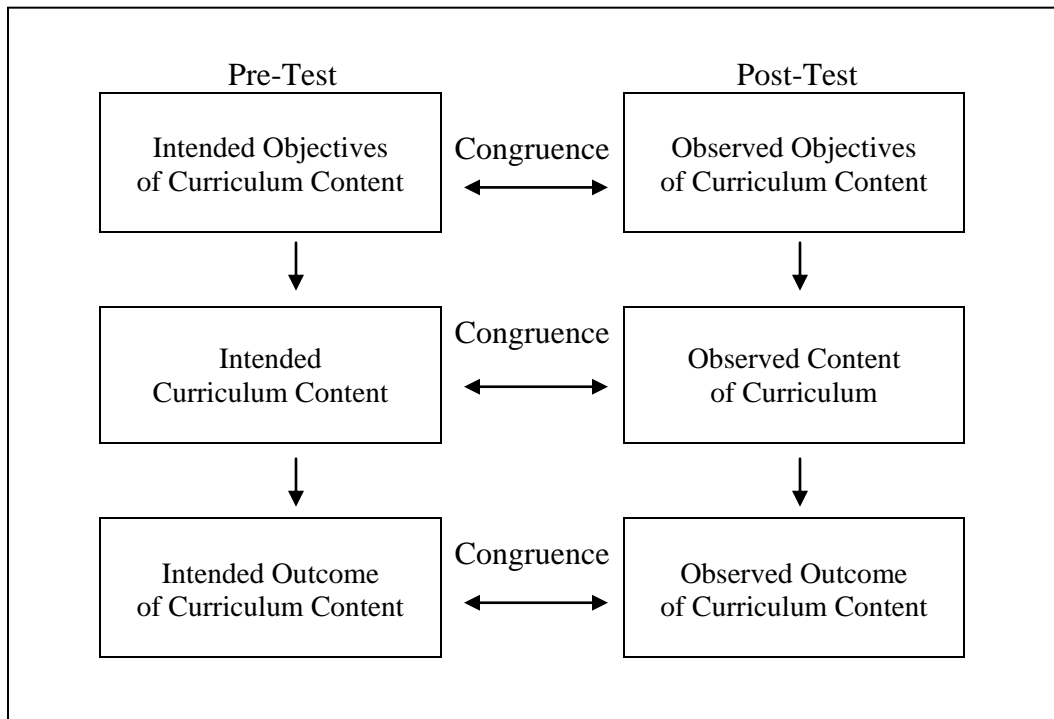 Pre-Test
Post-Test
Intended Objectives
of Curriculum Content
Congruence
Observed Objectives
of Curriculum Content
Intended
Curriculum Content
Congruence
Observed Content
of Curriculum
Intended Outcome
of Curriculum Content
Congruence
Observed Outcome
of Curriculum Content